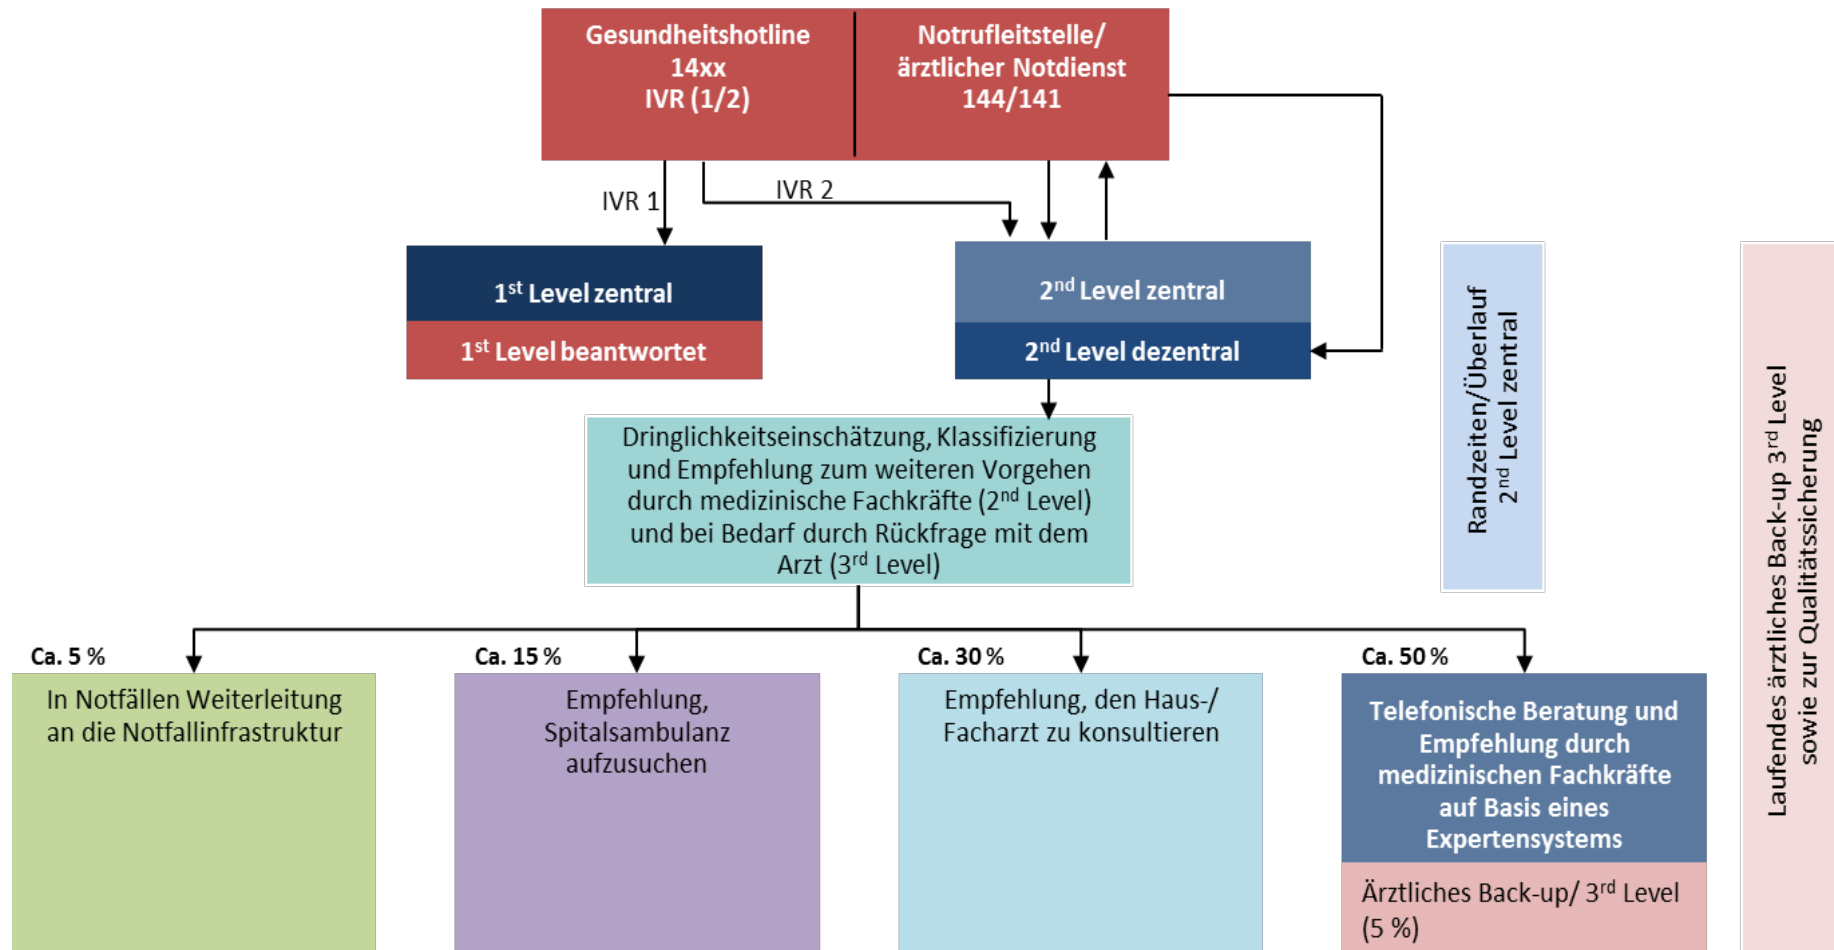 Gesundheitshotline
14xx
IVR (1/2)
Notrufleitstelle/
ärztlicher Notdienst
144/141
IVR 1
IVR 2
1st Level zentral
1st Level beantwortet
2nd Level zentral
2nd Level dezentral
Dringlichkeitseinschätzung, Klassifizierung
und Empfehlung zum weiteren Vorgehen
durch medizinische Fachkräfte (2nd Level)
und bei Bedarf durch Rückfrage mit dem
Arzt (3rd Level)
Randzeiten/Überlauf
2nd Level zentral
Laufendes ärztliches Back-up 3rd Level
sowie zur Qualitätssicherung
Ca. 5 %
In Notfällen Weiterleitung
an die Notfallinfrastruktur
Ca. 15 %
Empfehlung,
Spitalsambulanz
aufzusuchen
Ca. 30 %
Empfehlung, den Haus-/
Facharzt zu konsultieren
Ca. 50 %
Telefonische Beratung und
Empfehlung durch
medizinischen Fachkräfte
auf Basis eines
Expertensystems
Ärztliches Back-up/ 3rd Level
(5 %)